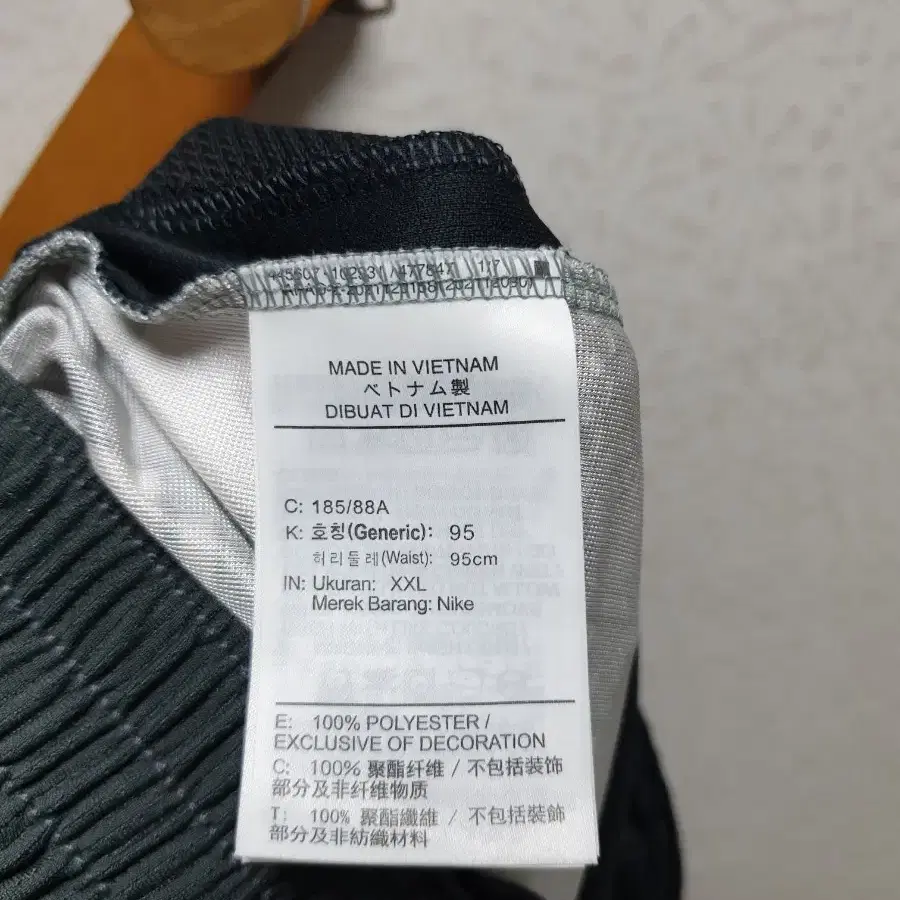 MADE IN VIETNAM
ベトナム製
DIBUAT DI VIETNAM
C: 185/88A
K: 호칭(Generic): 95
허리둘레(Waist): 95cm
IN: Ukuran: XXL
Merek Barang: Nike
E: 100% POLYESTER /
EXCLUSIVE OF DECORATION
C: 100% 聚酯纤维 / 不包括装饰
部分及非纤维物质
T: 100% 聚酯纖維 / 不包括裝飾
部分及非紡織材料